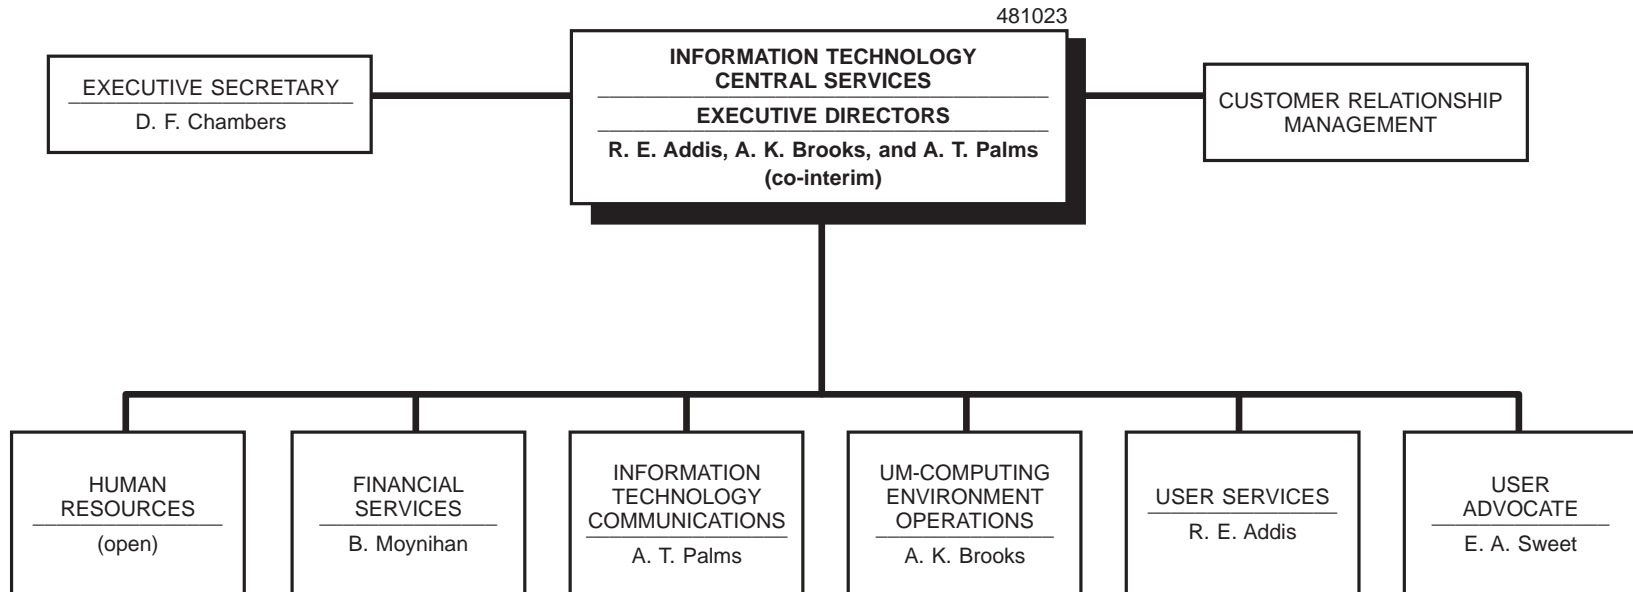 481023
EXECUTIVE SECRETARY
D. F. Chambers
INFORMATION TECHNOLOGY
CENTRAL SERVICES
EXECUTIVE DIRECTORS
R. E. Addis, A. K. Brooks, and A. T. Palms
(co-interim)
CUSTOMER RELATIONSHIP
MANAGEMENT
HUMAN
RESOURCES
(open)
FINANCIAL
SERVICES
B. Moynihan
INFORMATION
TECHNOLOGY
COMMUNICATIONS
A. T. Palms
UM-COMPUTING
ENVIRONMENT
OPERATIONS
A. K. Brooks
USER SERVICES
R. E. Addis
USER
ADVOCATE
E. A. Sweet